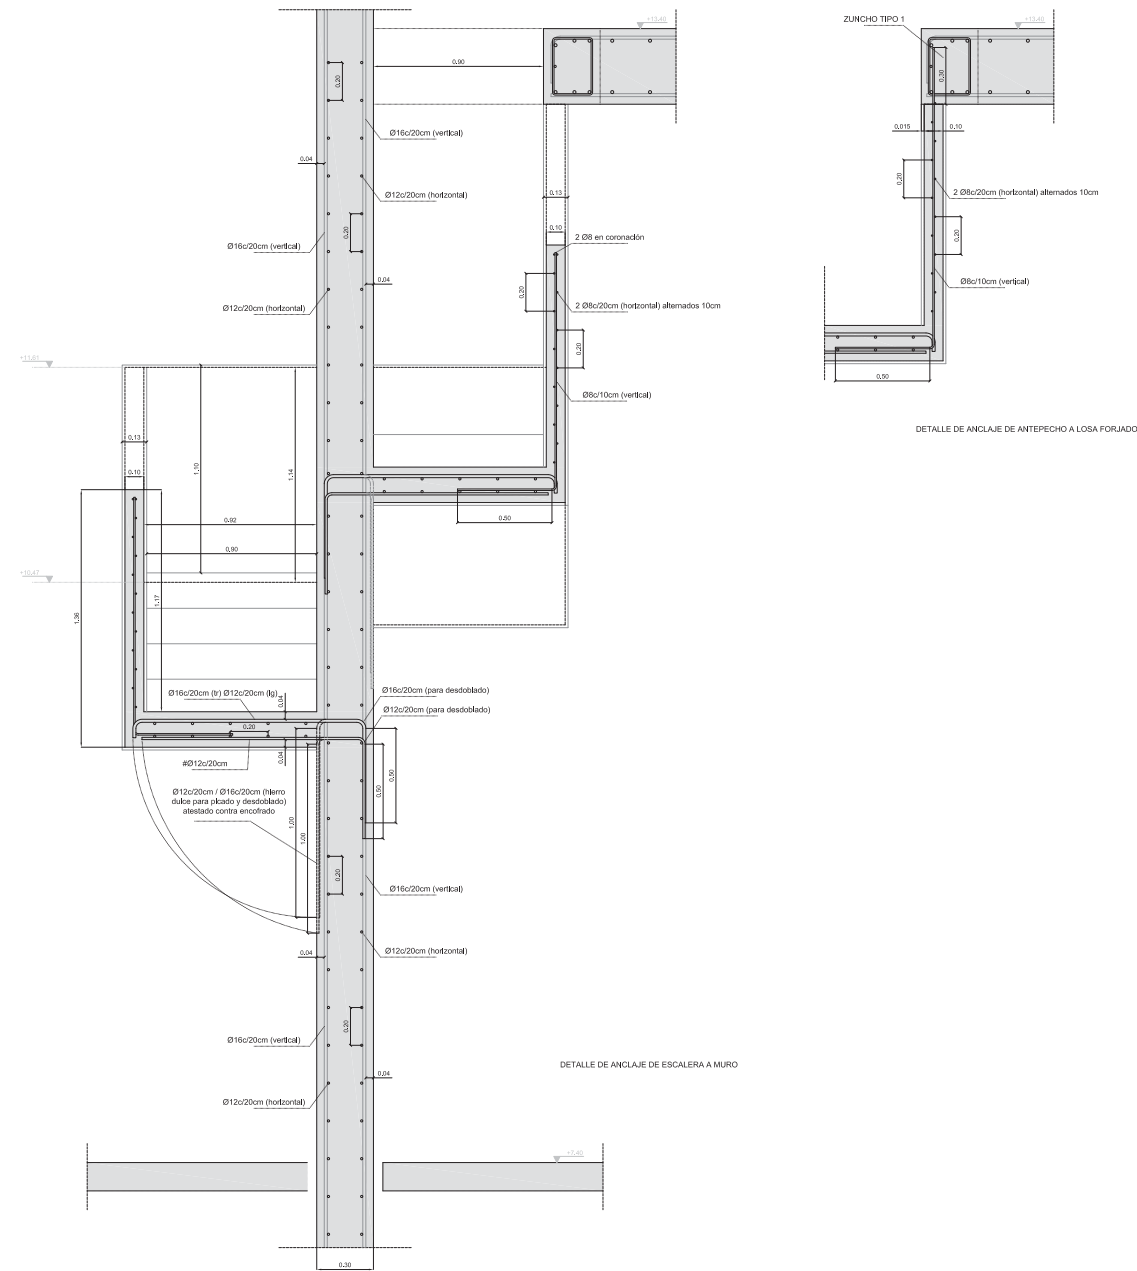 ZUNCHO TIPO 1
+13,40
+13,40
0.90
0.20
0.30
Ø16c/20cm (vertical)
0.015
0.10
0.04
0.20
Ø12c/20cm (horizontal)
0.13
2 Ø8c/20cm (horizontal) alternados 10cm
0.20
0.10
Ø16c/20cm (vertical)
2 Ø8 en coronación
0.20
0.04
0.20
Ø8c/10cm (vertical)
Ø12c/20cm (horizontal)
2 Ø8c/20cm (horizontal) alternados 10cm
0.20
+11,61
0.50
Ø8c/10cm (vertical)
DETALLE DE ANCLAJE DE ANTEPECHO A LOSA FORJADO
0.13
0.10
1.10
1.14
0.92
0.50
0.90
+10,47
1.36
1.17
Ø16c/20cm (tr) Ø12c/20cm (lg)
0.04
Ø16c/20cm (para desdoblado)
Ø12c/20cm (para desdoblado)
0.20
0.04
#Ø12c/20cm
0.50
0.50
Ø12c/20cm / Ø16c/20cm (hierro
dulce para picado y desdoblado)
atestado contra encofrado
1.00
1.00
0.20
Ø16c/20cm (vertical)
0.04
Ø12c/20cm (horizontal)
0.20
Ø16c/20cm (vertical)
DETALLE DE ANCLAJE DE ESCALERA A MURO
0.04
Ø12c/20cm (horizontal)
+7,40
0.30